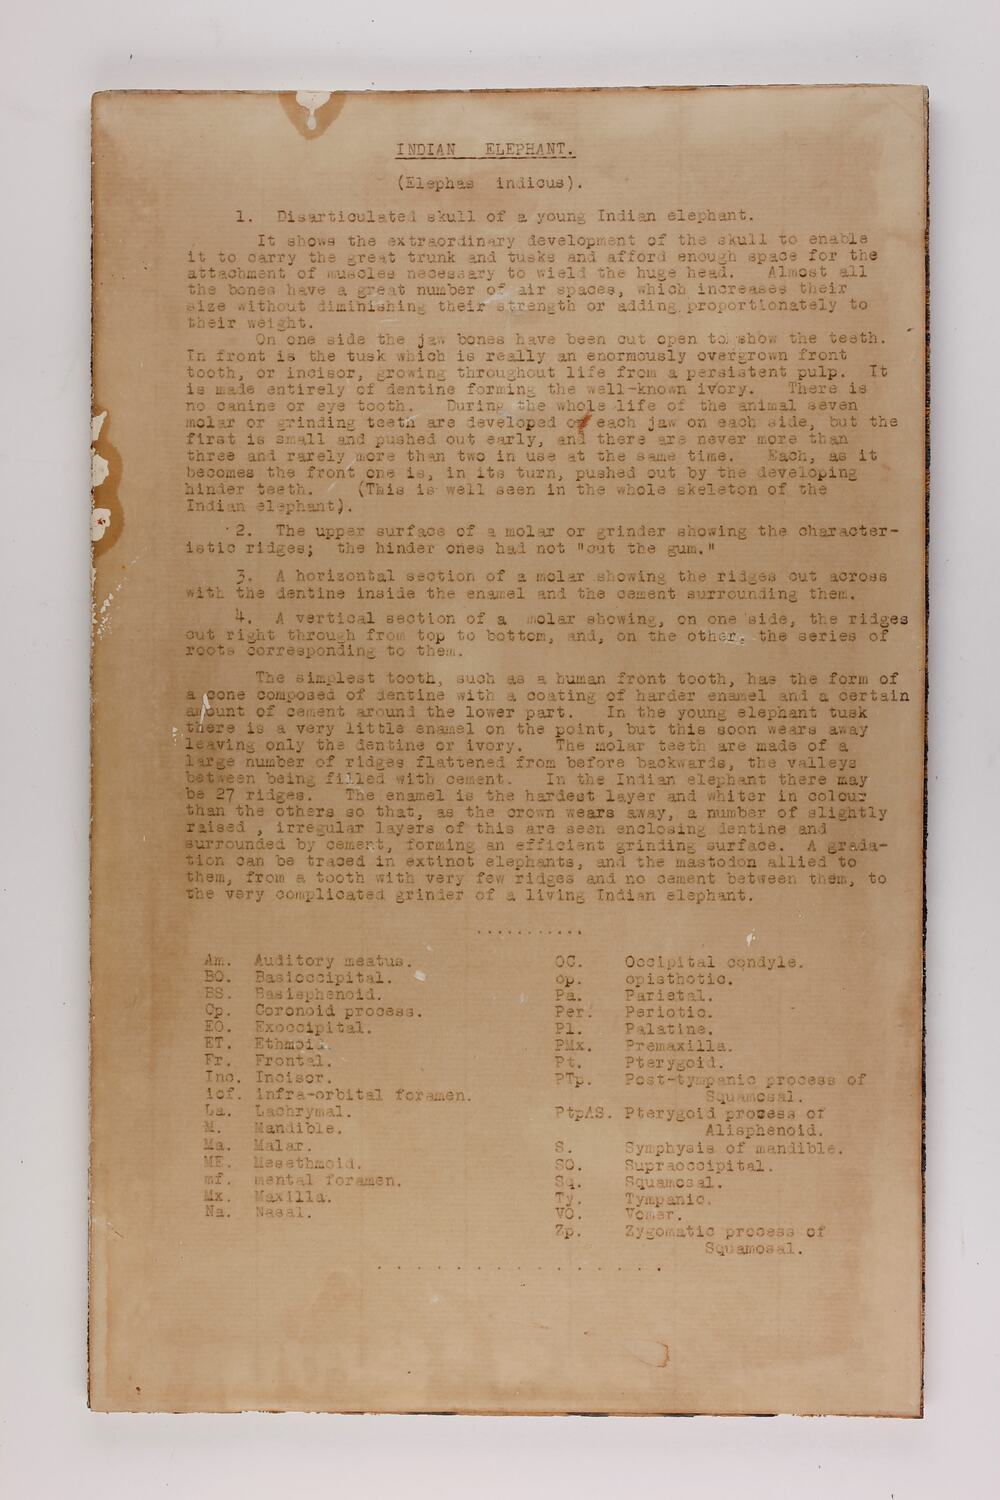 INDIAN ELEPHANT.
(Elephas indicus).
1. Disarticulated skull of a young Indian elephant.
It shows the extraordinary development of the skull to enable
it to carry the great trunk and tusks and afford enough space for the
attachment of muscles necessary to wield the huge head. Almost all
the bones have a great number of air spaces, which increases their
size without diminishing their strength or adding proportionately to
their weight.
On one side the jaw bones have been cut open to show the teeth.
In front is the tusk which is really an enormously overgrown front
tooth, or incisor, growing throughout life from a persistent pulp. It
is made entirely of dentine forming the well-known ivory. There is
no canine or eye tooth. During the whole life of the animal seven
molar or grinding teeth are developed on each jaw on each side, but the
first is small and pushed out early, and there are never more than
three and rarely more than two in use at the same time. Each, as it
becomes the front one is, in its turn, pushed out by the developing
hinder teeth. (This is well seen in the whole skeleton of the
Indian elephant).
2. The upper surface of a molar or grinder showing the character-
istic ridges; the hinder ones had not "cut the gum."
3. A horizontal section of a molar showing the ridges cut across
with the dentine inside the enamel and the cement surrounding them.
4. A vertical section of a molar showing, on one side, the ridges
cut right through from top to bottom, and, on the other, the series of
roots corresponding to them.
The simplest tooth, such as a human front tooth, has the form of
a cone composed of dentine with a coating of harder enamel and a certain
amount of cement around the lower part. In the young elephant tusk
there is a very little enamel on the point, but this soon wears away
leaving only the dentine or ivory. The molar teeth are made of a
large number of ridges flattened from before backwards, the valleys
between being filled with cement. In the Indian elephant there may
be 27 ridges. The enamel is the hardest layer and whiter in colour
than the others so that, as the crown wears away, a number of slightly
raised , irregular layers of this are seen enclosing dentine and
surrounded by cement, forming an efficient grinding surface. A grada-
tion can be traced in extinct elephants, and the mastodon allied to
them, from a tooth with very few ridges and no cement between them, to
the very complicated grinder of a living Indian elephant.
...........
Am. Auditory meatus.
BO. Basioccipital.
BS. Basisphenoid.
Cp. Coronoid process.
EO. Exoccipital.
ET. Ethmoid.
Fr. Frontal.
Inc. Incisor.
iof. infra-orbital foramen.
La. Lachrymal.
M. Mandible.
Ma. Malar.
ME. Mesethmoid.
mf. mental foramen.
Mx. Maxilla.
Na. Nasal.
OC. Occipital condyle.
op. opisthotic.
Pa. Parietal.
Per. Periotic.
Pl. Palatine.
PMx. Premaxilla.
Pt. Pterygoid.
PTp. Post-tympanic process of
Squamosal.
PtpAS. Pterygoid process of
Alisphenoid.
S. Symphysis of mandible.
SO. Supraoccipital.
Sq. Squamosal.
Ty. Tympanic.
VO. Vomer.
Zp. Zygomatic process of
Squamosal.
...............